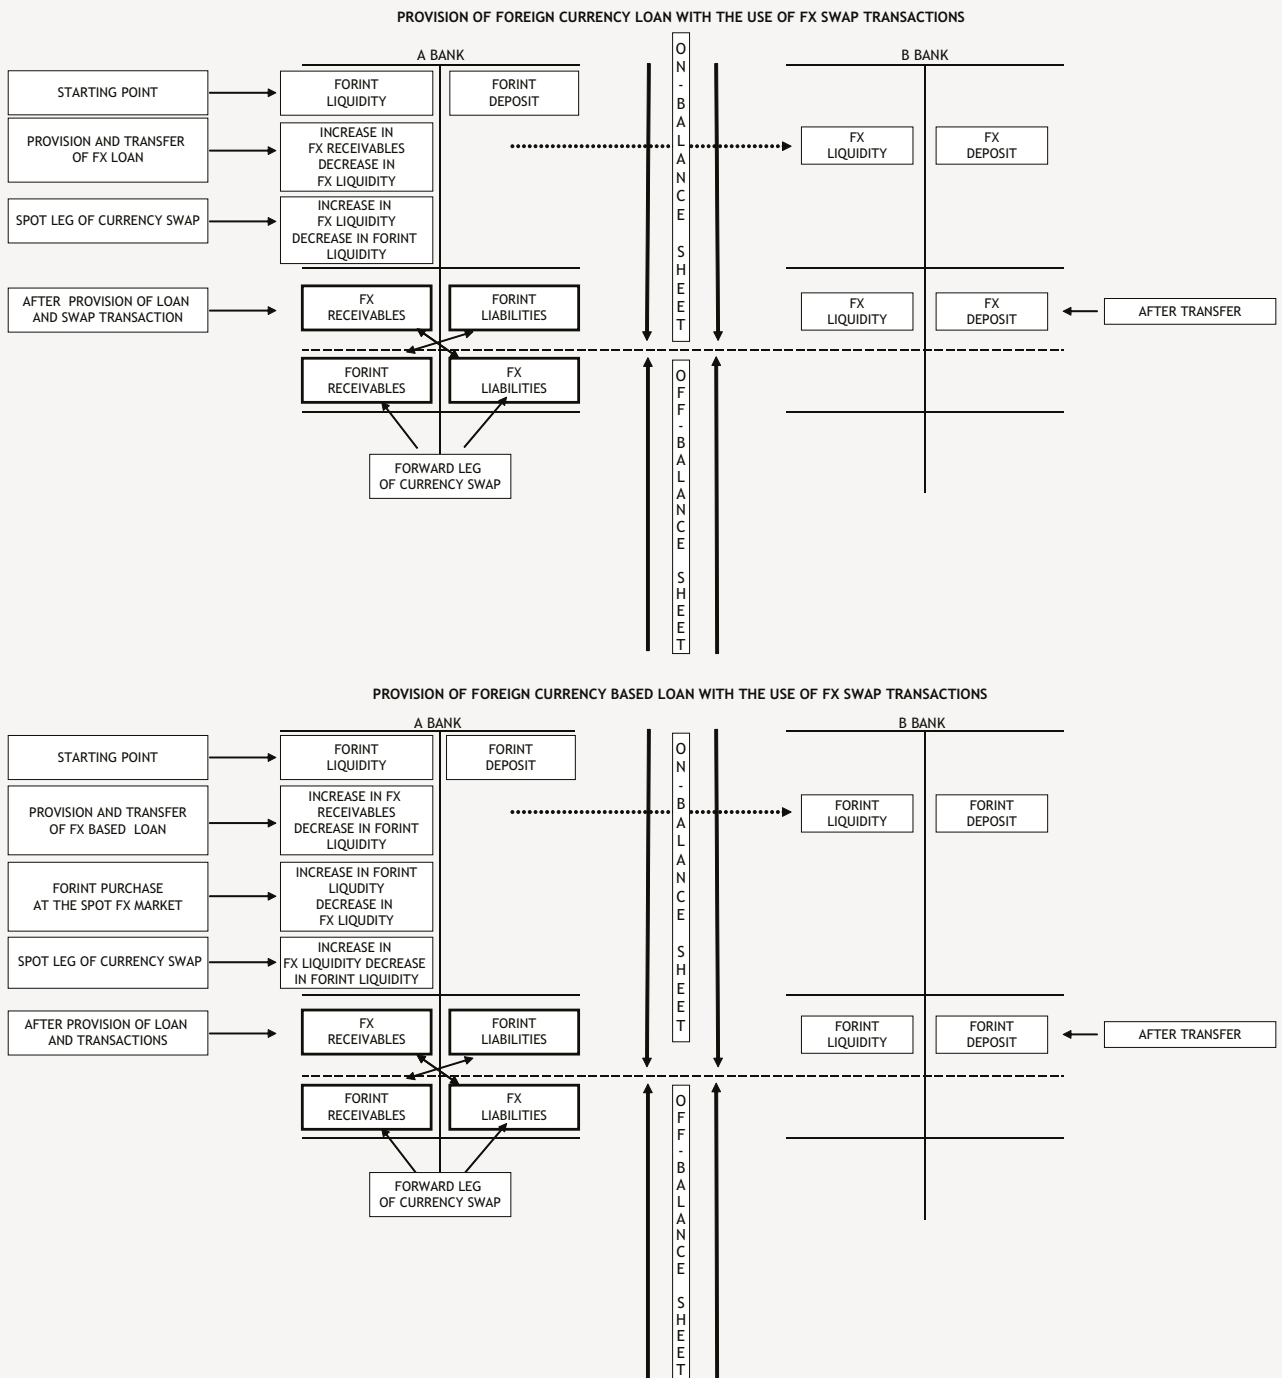 PROVISION OF FOREIGN CURRENCY LOAN WITH THE USE OF FX SWAP TRANSACTIONS
A BANK
B BANK
STARTING POINT
FORINT
LIQUIDITY
FORINT
DEPOSIT
PROVISION AND TRANSFER
OF FX LOAN
INCREASE IN
FX RECEIVABLES
DECREASE IN
FX LIQUIDITY
FX
LIQUIDITY
FX
DEPOSIT
SPOT LEG OF CURRENCY SWAP
INCREASE IN
FX LIQUIDITY
DECREASE IN FORINT
LIQUIDITY
ON-BALANCE SHEET
AFTER PROVISION OF LOAN
AND SWAP TRANSACTION
FX
RECEIVABLES
FORINT
LIABILITIES
FX
LIQUIDITY
FX
DEPOSIT
AFTER TRANSFER
FORINT
RECEIVABLES
FX
LIABILITIES
FORWARD LEG
OF CURRENCY SWAP
OFF-BALANCE SHEET
PROVISION OF FOREIGN CURRENCY BASED LOAN WITH THE USE OF FX SWAP TRANSACTIONS
A BANK
B BANK
STARTING POINT
FORINT
LIQUIDITY
FORINT
DEPOSIT
PROVISION AND TRANSFER
OF FX BASED LOAN
INCREASE IN FX
RECEIVABLES
DECREASE IN FORINT
LIQUIDITY
FORINT
LIQUIDITY
FORINT
DEPOSIT
FORINT PURCHASE
AT THE SPOT FX MARKET
INCREASE IN FORINT
LIQUDITY
DECREASE IN
FX LIQUDITY
SPOT LEG OF CURRENCY SWAP
INCREASE IN
FX LIQUIDITY DECREASE
IN FORINT LIQUIDITY
ON-BALANCE SHEET
AFTER PROVISION OF LOAN
AND TRANSACTIONS
FX
RECEIVABLES
FORINT
LIABILITIES
FORINT
LIQUIDITY
FORINT
DEPOSIT
AFTER TRANSFER
FORINT
RECEIVABLES
FX
LIABILITIES
FORWARD LEG
OF CURRENCY SWAP
OFF-BALANCE SHEET